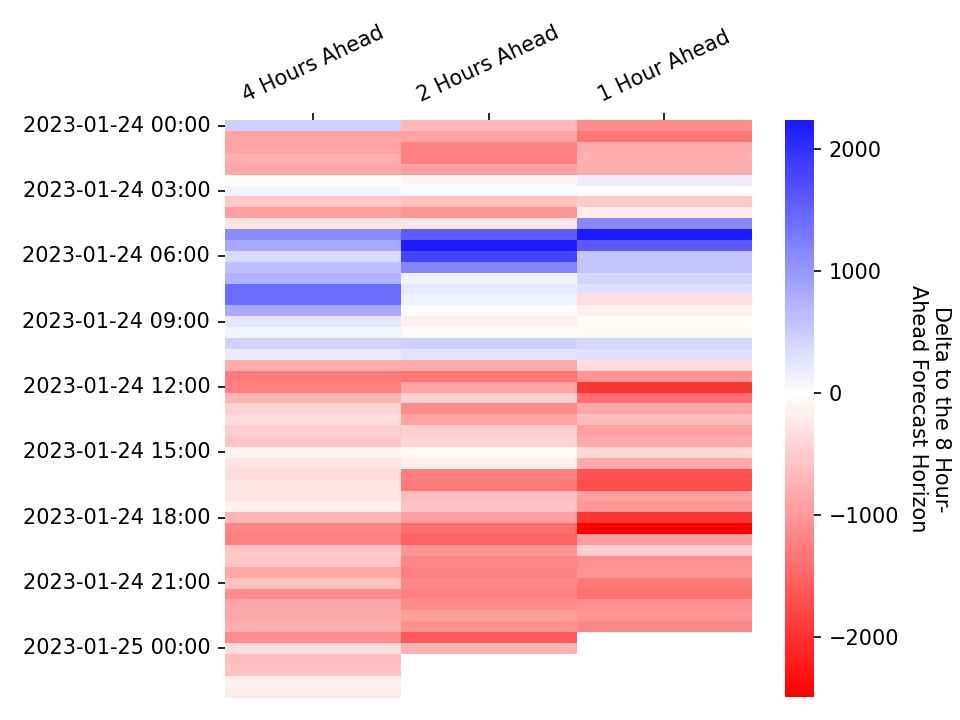 4 Hours Ahead
2 Hours Ahead
1 Hour Ahead
2023-01-24 00:00
2023-01-24 03:00
2023-01-24 06:00
2023-01-24 09:00
2023-01-24 12:00
2023-01-24 15:00
2023-01-24 18:00
2023-01-24 21:00
2023-01-25 00:00
2000
1000
0
−1000
−2000
Delta to the 8 Hour-
Ahead Forecast Horizon